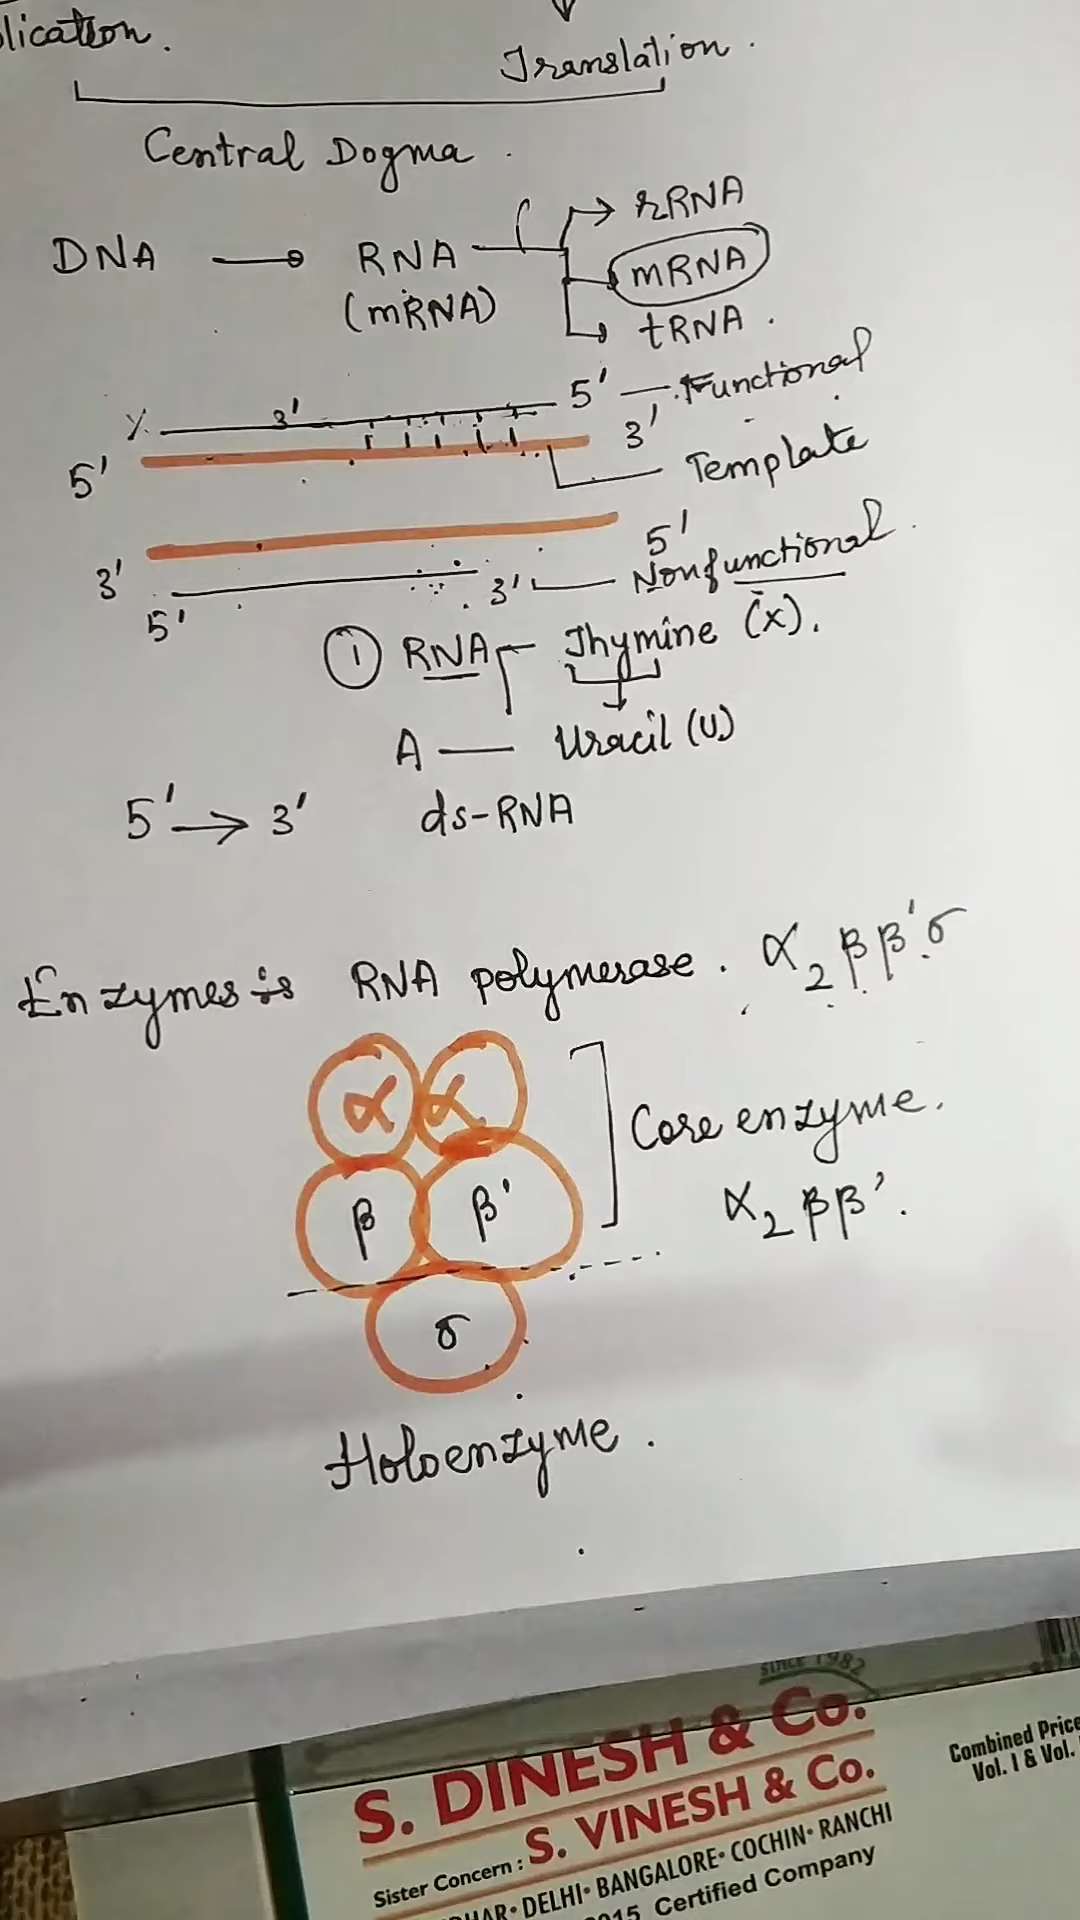 lication.
Translation.
Central Dogma.
DNA → RNA → rRNA
(mRNA) mRNA
tRNA.
3' 5' — Functional
5' 3'
Template
3' 5'
5' 3' — Nonfunctional.
① RNA Thymine (x).
A — Uracil (U)
5' → 3' ds-RNA
Enzymes is RNA polymerase. α₂ββ'σ
α α
Core enzyme.
β β'
α₂ββ'.
σ
Holoenzyme.
SINCE 1982
S. DINESH & Co.
Combined Price
Vol. I & Vol.
Sister Concern : S. VINESH & Co.
HAR • DELHI • BANGALORE • COCHIN • RANCHI
015 Certified Company